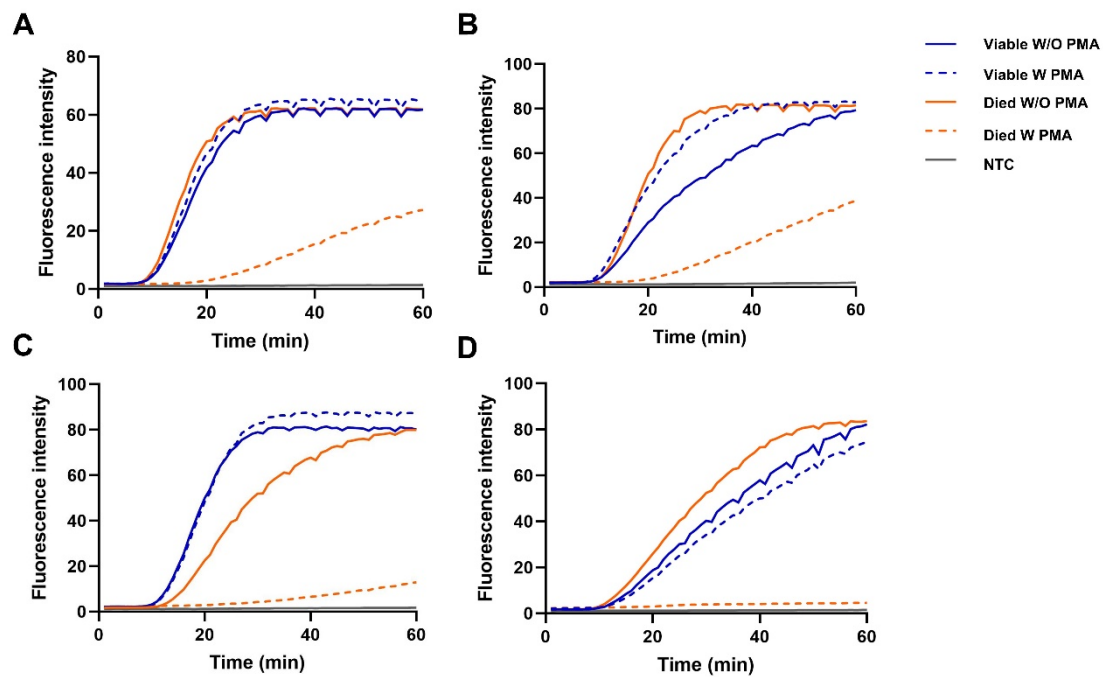 A
Fluorescence intensity
80
60
40
20
0
0 20 40 60
Time (min)
B
Fluorescence intensity
100
80
60
40
20
0
0 20 40 60
Time (min)
Viable W/O PMA
Viable W PMA
Died W/O PMA
Died W PMA
NTC
C
Fluorescence intensity
100
80
60
40
20
0
0 20 40 60
Time (min)
D
Fluorescence intensity
100
80
60
40
20
0
0 20 40 60
Time (min)